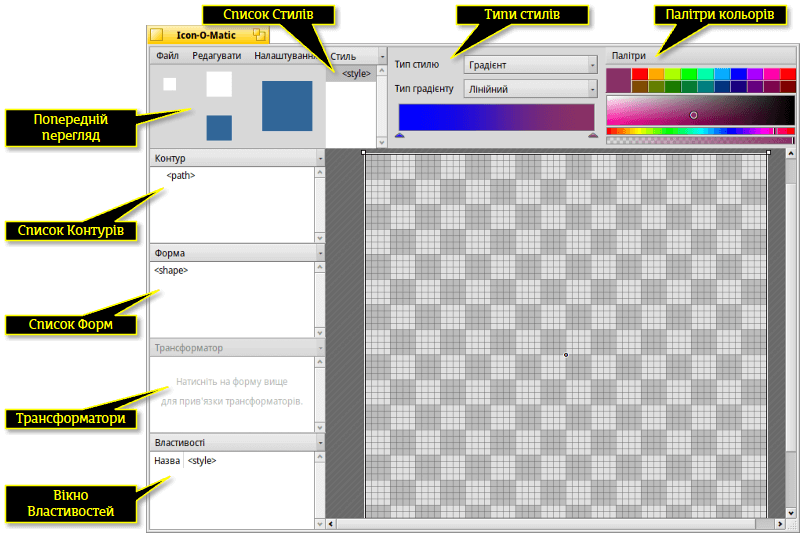 Список Стилів
Типи стилів
Палітри кольорів
Icon-O-Matic
Файл Редагувати Налаштування
Стиль
<style>
Тип стилю Градієнт
Тип градієнту Лінійний
Палітри
Попередній
перегляд
Контур
<path>
Список Контурів
Форма
<shape>
Список Форм
Трансформатор
Натисніть на форму вище
для прив'язки трансформаторів.
Трансформатори
Властивості
Назва <style>
Вікно
Властивостей